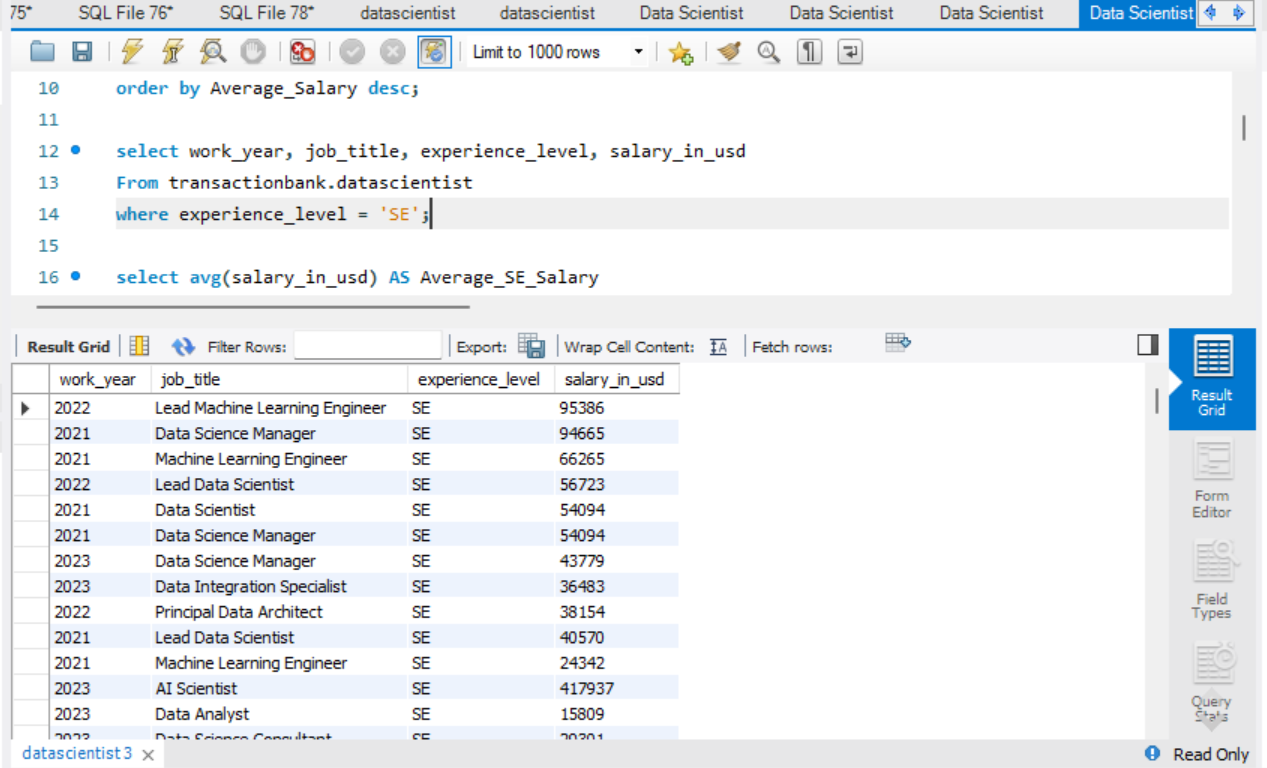 75* SQL File 76* SQL File 78* datascientist datascientist Data Scientist Data Scientist Data Scientist Data Scientist
Limit to 1000 rows
10 order by Average_Salary desc;
11
12 select work_year, job_title, experience_level, salary_in_usd
13 From transactionbank.datascientist
14 where experience_level = 'SE';
15
16 select avg(salary_in_usd) AS Average_SE_Salary
Result Grid Filter Rows: Export: Wrap Cell Content: IA Fetch rows:
work_year job_title experience_level salary_in_usd
2022 Lead Machine Learning Engineer SE 95386
2021 Data Science Manager SE 94665
2021 Machine Learning Engineer SE 66265
2022 Lead Data Scientist SE 56723
2021 Data Scientist SE 54094
2021 Data Science Manager SE 54094
2023 Data Science Manager SE 43779
2023 Data Integration Specialist SE 36483
2022 Principal Data Architect SE 38154
2021 Lead Data Scientist SE 40570
2021 Machine Learning Engineer SE 24342
2023 AI Scientist SE 417937
2023 Data Analyst SE 15809
2023 Data Science Consultant SE
Result
Grid
Form
Editor
Field
Types
Query
Stats
datascientist 3
Read Only